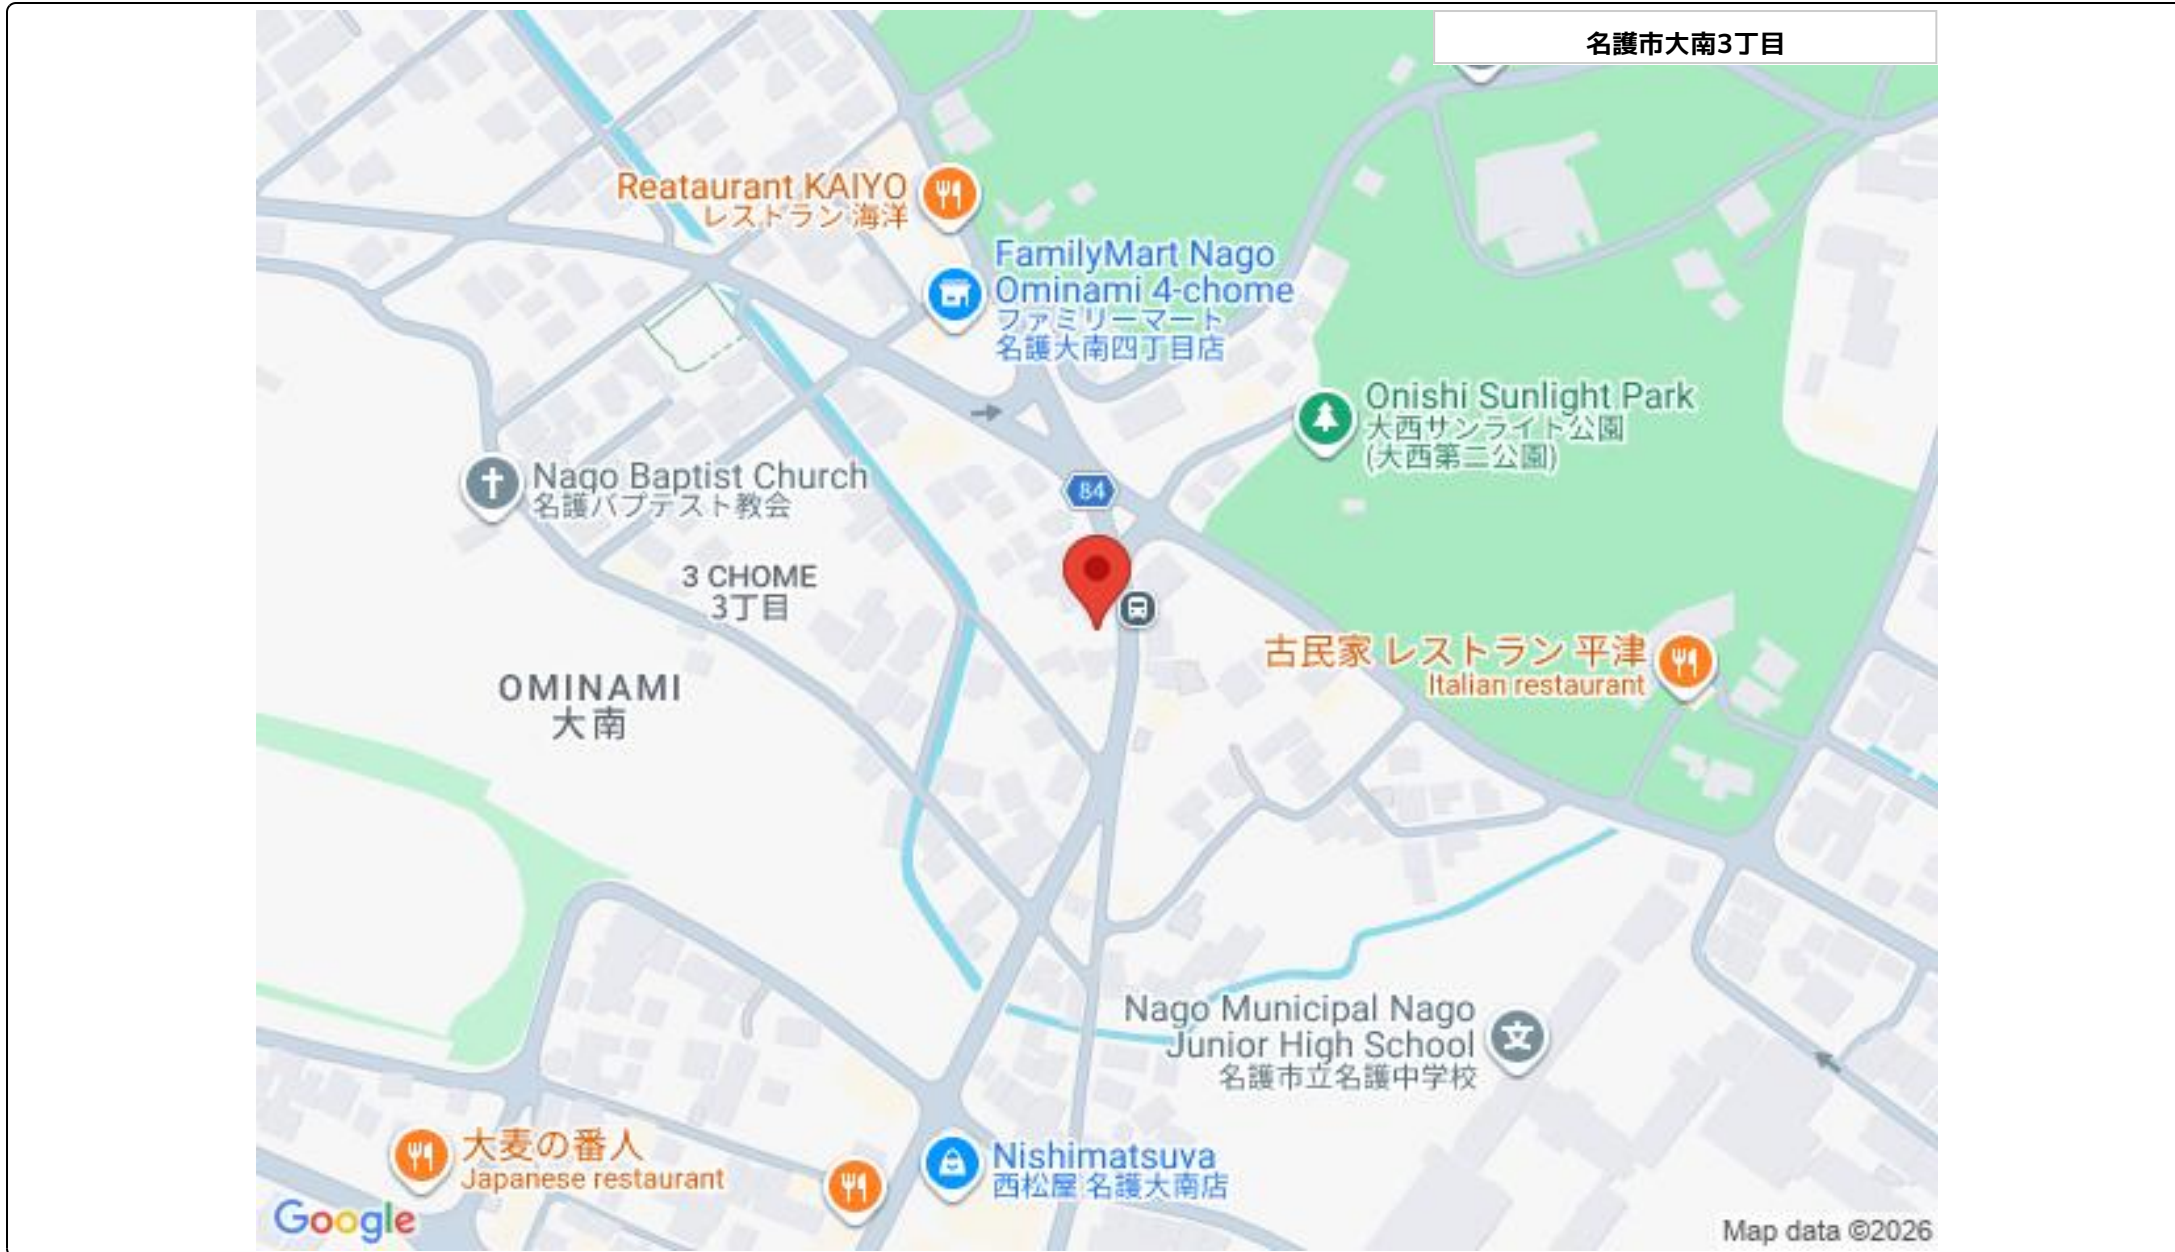 名護市大南3丁目
Reataurant KAIYO
レストラン 海洋
FamilyMart Nago
Ominami 4-chome
ファミリーマート
名護大南四丁目店
Onishi Sunlight Park
大西サンライト公園
(大西第二公園)
Nago Baptist Church
名護バプテスト教会
84
3 CHOME
3丁目
OMINAMI
大南
古民家 レストラン 平津
Italian restaurant
Nago Municipal Nago
Junior High School
名護市立名護中学校
文
大麦の番人
Japanese restaurant
Nishimatsuva
西松屋 名護大南店
Google
Map data ©2026